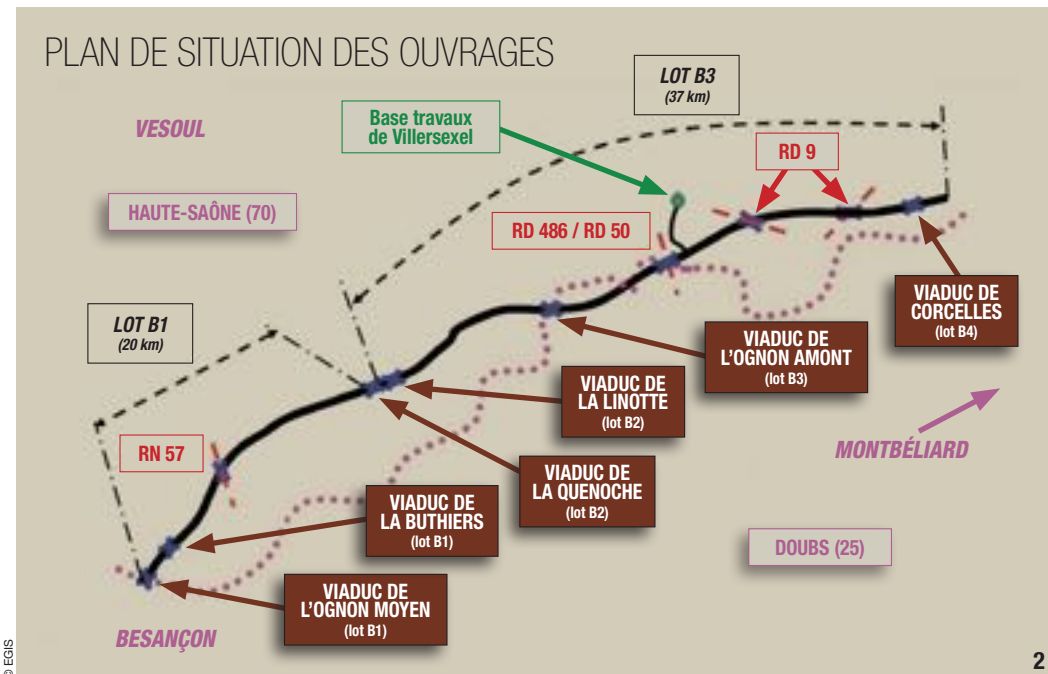 PLAN DE SITUATION DES OUVRAGES
LOT B3
(37 km)
VESOUL
Base travaux
de Villersexel
RD 9
HAUTE-SAÔNE (70)
RD 486 / RD 50
LOT B1
(20 km)
VIADUC DE
CORCELLES
(lot B4)
VIADUC DE
L'OGNON AMONT
(lot B3)
VIADUC DE
LA LINOTTE
(lot B2)
MONTBÉLIARD
RN 57
VIADUC DE
LA QUENOCHE
(lot B2)
VIADUC DE
LA BUTHIERS
(lot B1)
DOUBS (25)
VIADUC DE
L'OGNON MOYEN
(lot B1)
BESANÇON
© EGIS
2